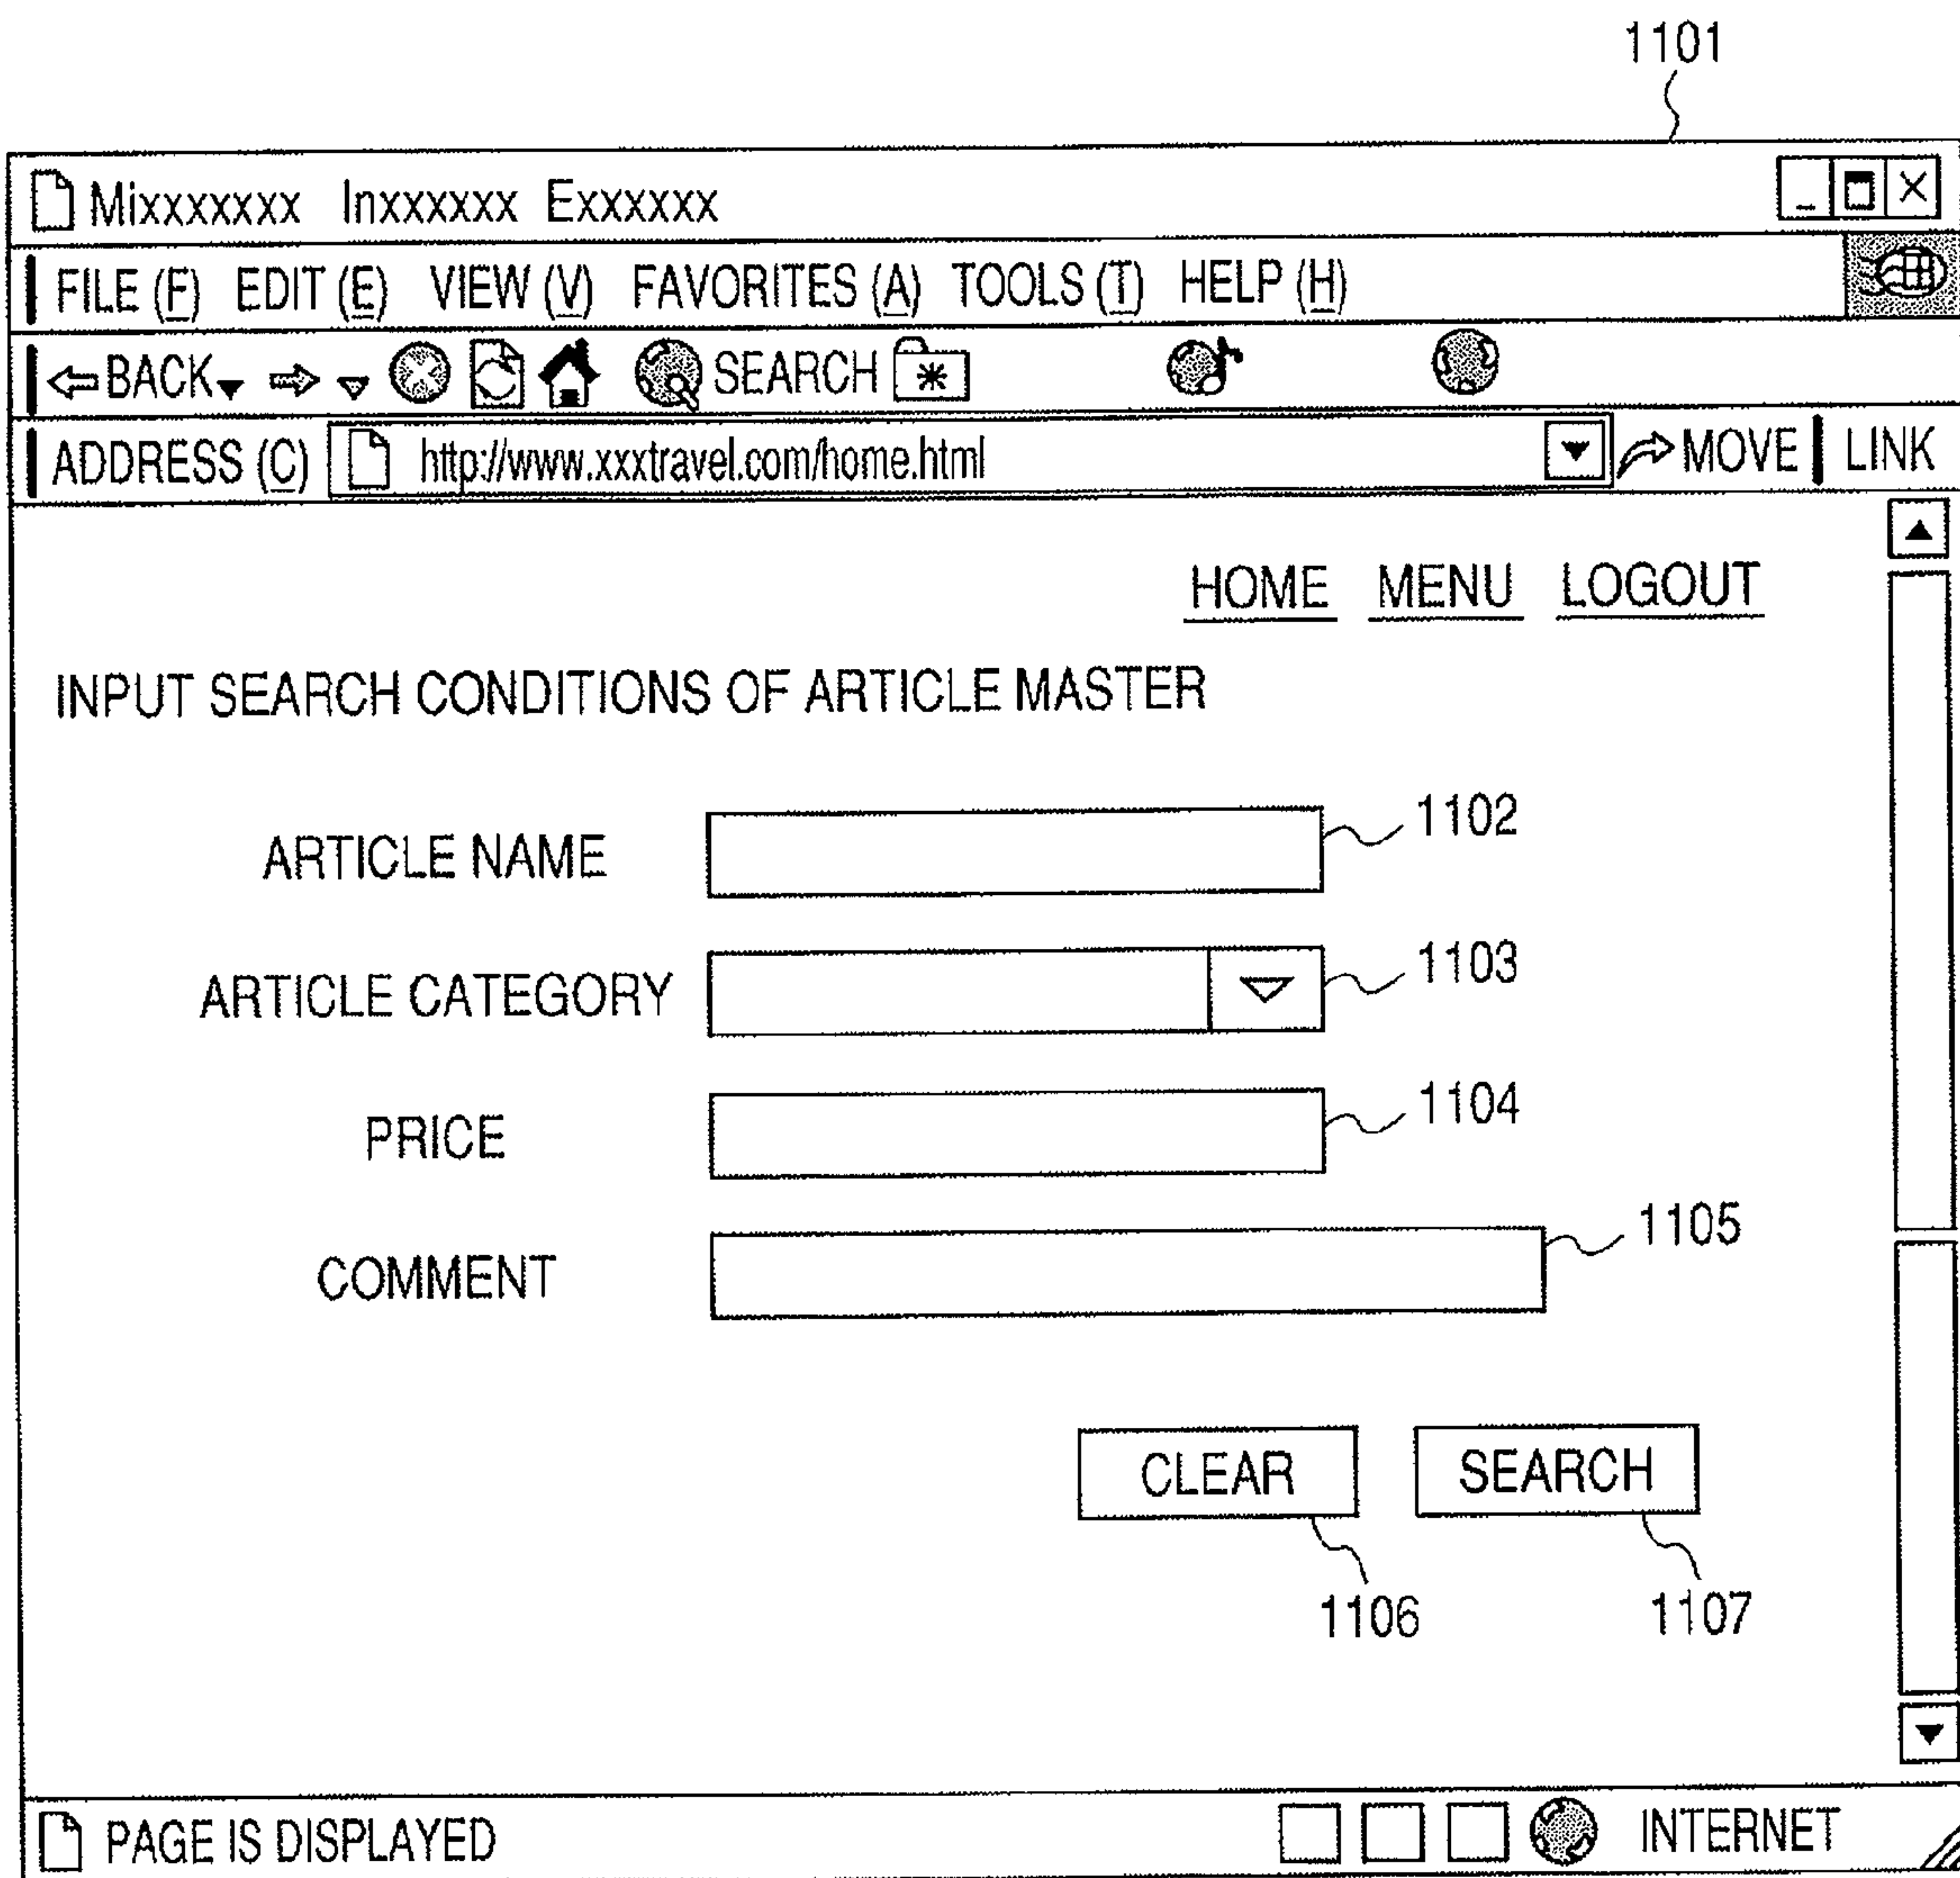 1101
Mixxxxxxx Inxxxxxx Exxxxxx
FILE (F) EDIT (E) VIEW (V) FAVORITES (A) TOOLS (T) HELP (H)
BACK SEARCH
ADDRESS (C) http://www.xxxtravel.com/home.html MOVE LINK
HOME MENU LOGOUT
INPUT SEARCH CONDITIONS OF ARTICLE MASTER
ARTICLE NAME 1102
ARTICLE CATEGORY 1103
PRICE 1104
COMMENT 1105
CLEAR SEARCH
1106 1107
PAGE IS DISPLAYED INTERNET